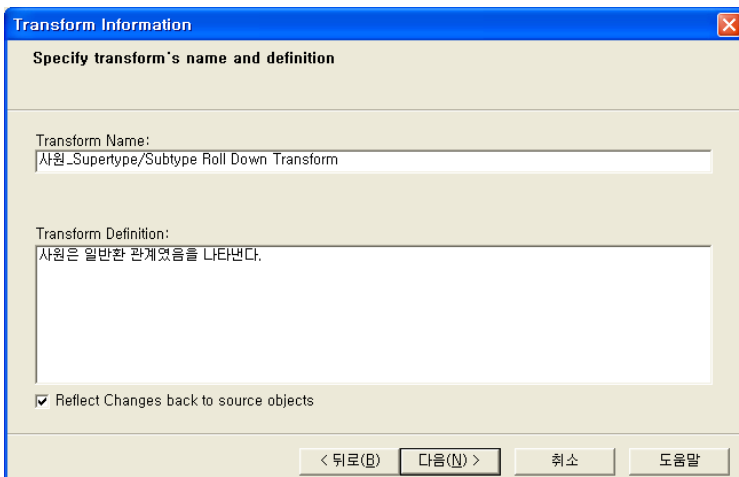 Transform Information
Specify transform's name and definition
Transform Name:
사원_Supertype/Subtype Roll Down Transform
Transform Definition:
사원은 일반환 관계였음을 나타낸다.
Reflect Changes back to source objects
< 뒤로(B) 다음(N) > 취소 도움말